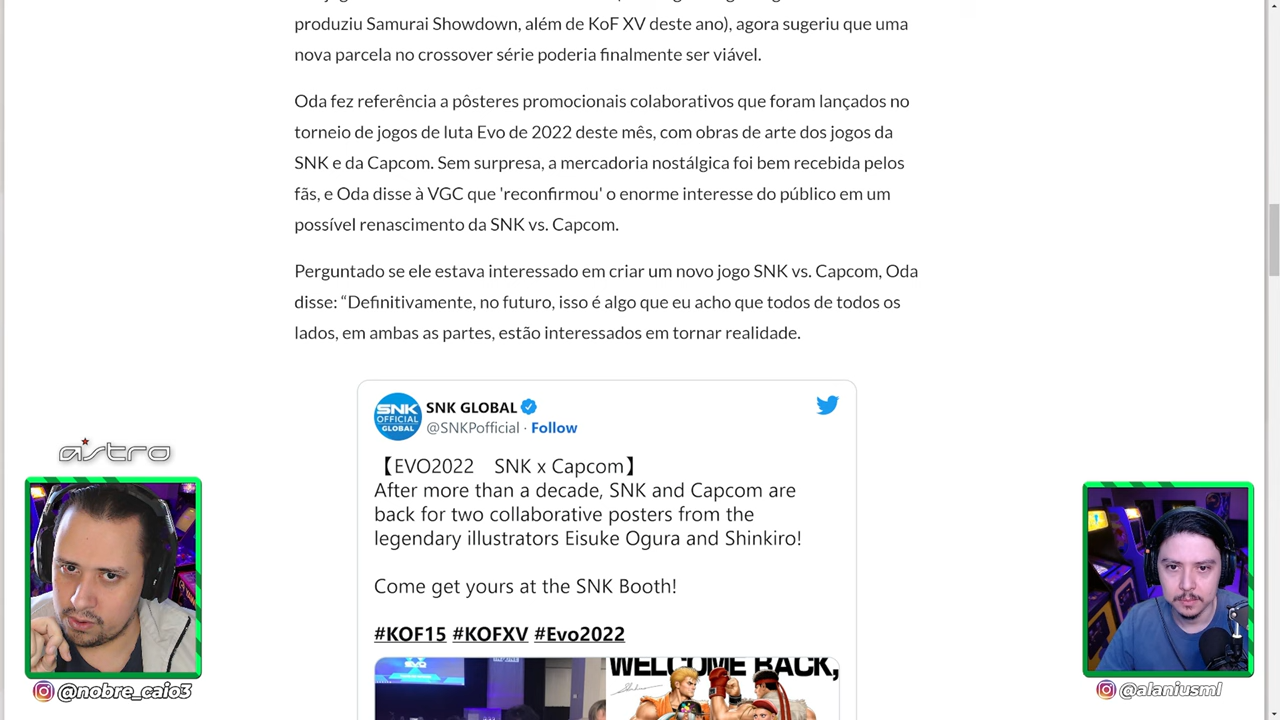 produziu Samurai Showdown, além de KoF XV deste ano), agora sugeriu que uma
nova parcela no crossover série poderia finalmente ser viável.
Oda fez referência a pôsteres promocionais colaborativos que foram lançados no
torneio de jogos de luta Evo de 2022 deste mês, com obras de arte dos jogos da
SNK e da Capcom. Sem surpresa, a mercadoria nostálgica foi bem recebida pelos
fãs, e Oda disse à VGC que 'reconfirmou' o enorme interesse do público em um
possível renascimento da SNK vs. Capcom.
Perguntado se ele estava interessado em criar um novo jogo SNK vs. Capcom, Oda
disse: “Definitivamente, no futuro, isso é algo que eu acho que todos de todos os
lados, em ambas as partes, estão interessados em tornar realidade.
SNK
OFFICIAL
GLOBAL
SNK GLOBAL
@SNKPofficial · Follow
【EVO2022 SNK x Capcom】
After more than a decade, SNK and Capcom are
back for two collaborative posters from the
legendary illustrators Eisuke Ogura and Shinkiro!
Come get yours at the SNK Booth!
#KOF15 #KOFXV #Evo2022
WELCOME BACK,
astro
@nobre_caio3
@alaniusml